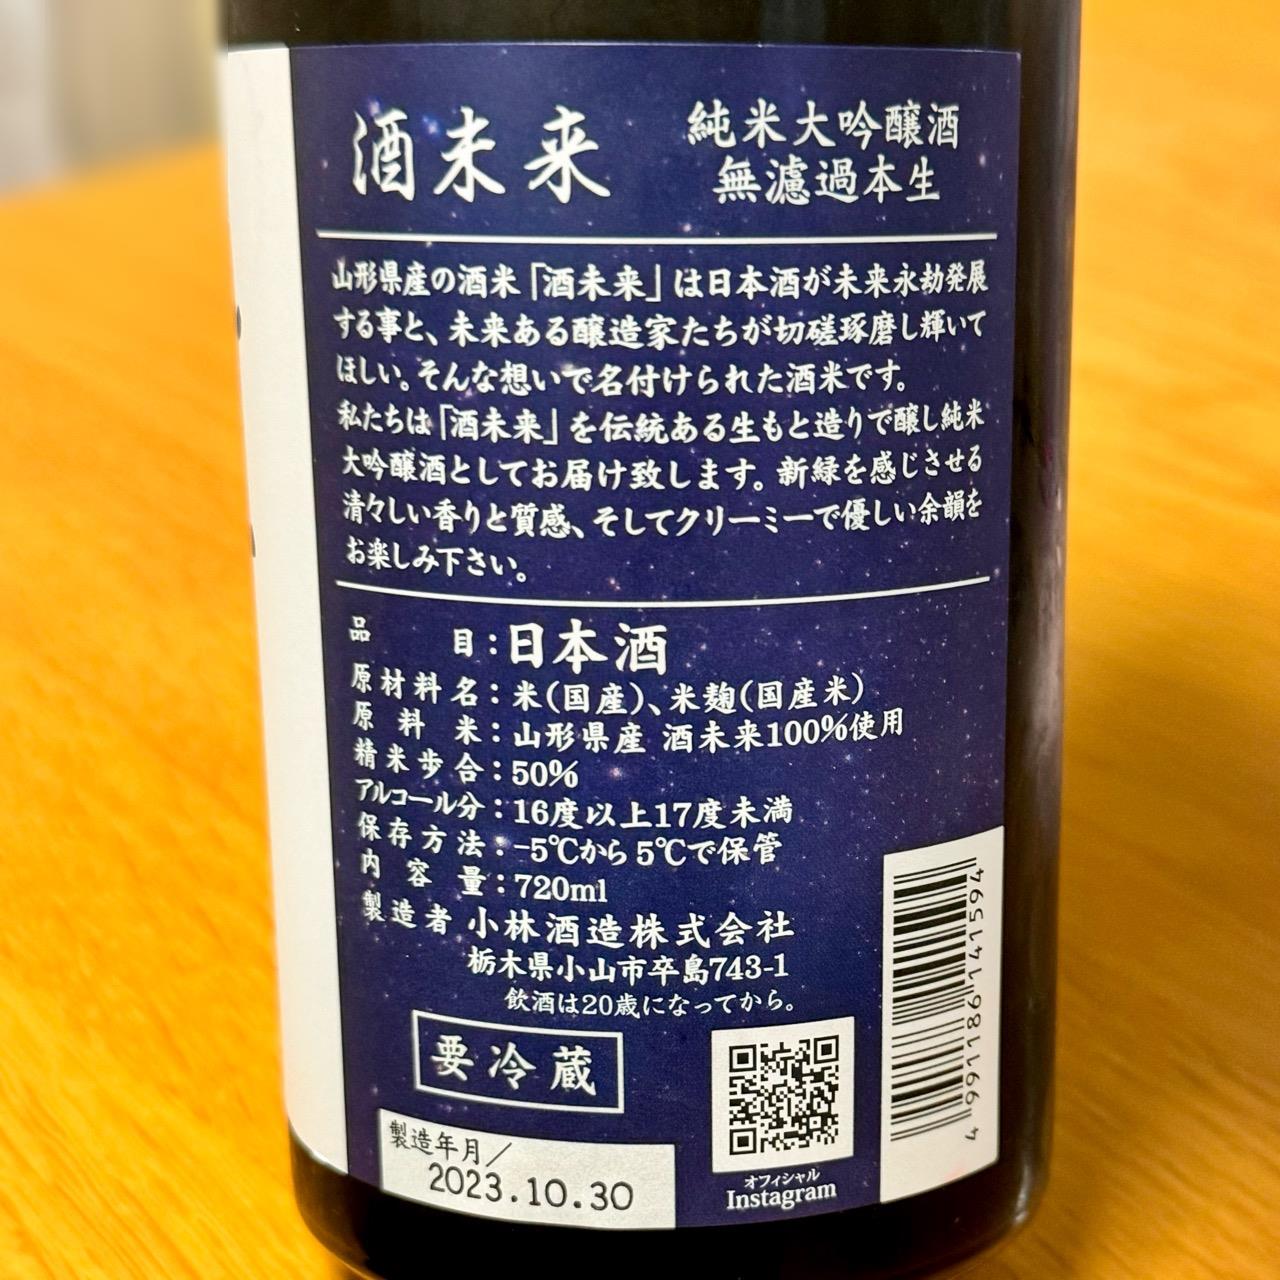 酒未来
純米大吟醸酒
無濾過本生
山形県産の酒米「酒未来」は日本酒が未来永劫発展
する事と、未来ある醸造家たちが切磋琢磨し輝いて
ほしい。そんな想いで名付けられた酒米です。
私たちは「酒未来」を伝統ある生もと造りで醸し純米
大吟醸酒としてお届け致します。新緑を感じさせる
清々しい香りと質感、そしてクリーミーで優しい余韻を
お楽しみ下さい。
品目：日本酒
原材料名：米（国産）、米麹（国産米）
原料米：山形県産 酒未来100％使用
精米歩合：50％
アルコール分：16度以上17度未満
保存方法：-5℃から5℃で保管
内容量：720ml
製造者 小林酒造株式会社
栃木県小山市卒島743-1
飲酒は20歳になってから。
要冷蔵
製造年月／
2023.10.30
オフィシャル
Instagram
4991186141594